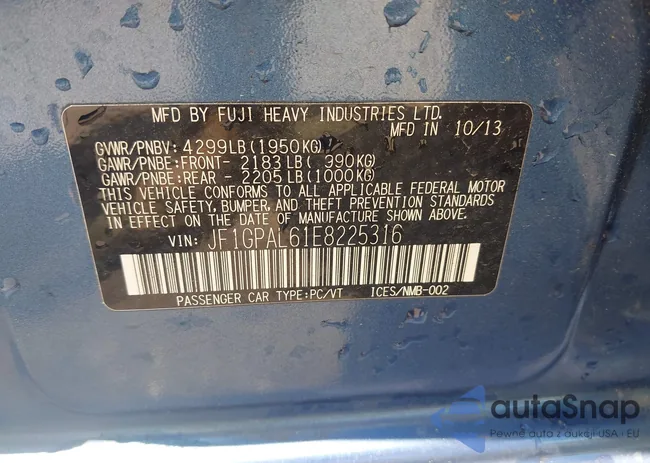 MFD BY FUJI HEAVY INDUSTRIES LTD.
MFD IN 10/13
GVWR/PNBV: 4299LB(1950KG)
GAWR/PNBE:FRONT- 2183LB( 990KG)
GAWR/PNBE:REAR - 2205LB(1000KG)
THIS VEHICLE CONFORMS TO ALL APPLICABLE FEDERAL MOTOR
VEHICLE SAFETY, BUMPER, AND THEFT PREVENTION STANDARDS
IN EFFECT ON THE DATE OF MANUFACTURE SHOWN ABOVE.
VIN: JF1GPAL61E8225316
PASSENGER CAR TYPE:PC/VT ICES/NMB-002
autaSnap
Pewne auto z aukcji USA i EU